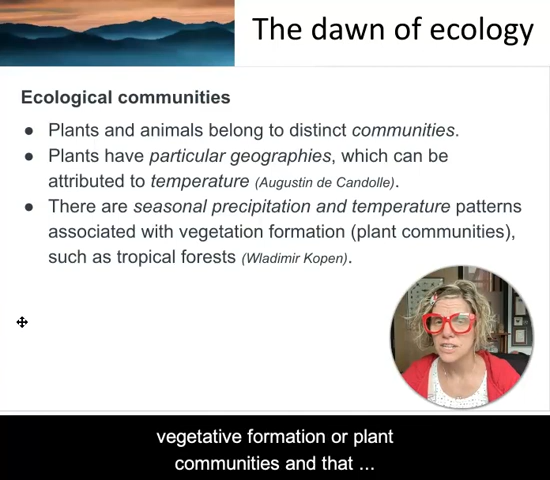 The dawn of ecology
Ecological communities
● Plants and animals belong to distinct communities.
● Plants have particular geographies, which can be
attributed to temperature (Augustin de Candolle).
● There are seasonal precipitation and temperature patterns
associated with vegetation formation (plant communities),
such as tropical forests (Wladimir Kopen).
vegetative formation or plant
communities and that ...